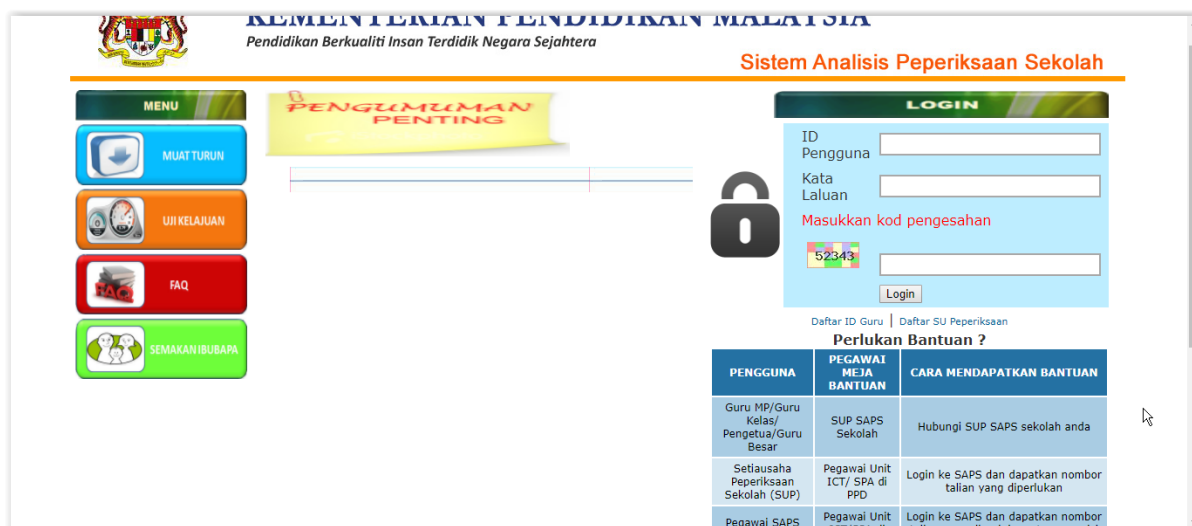 KEMENTERIAN PENDIDIKAN MALAYSIA
Pendidikan Berkualiti Insan Terdidik Negara Sejahtera
Sistem Analisis Peperiksaan Sekolah
MENU
MUAT TURUN
UJI KELAJUAN
FAQ
FAQ
SEMAKAN IBUBAPA
PENGUMUMAN
PENTING
LOGIN
ID
Pengguna
Kata
Laluan
Masukkan kod pengesahan
52343
Login
Daftar ID Guru | Daftar SU Peperiksaan
Perlukan Bantuan ?
PENGGUNA
PEGAWAI
MEJA
BANTUAN
CARA MENDAPATKAN BANTUAN
Guru MP/Guru
Kelas/
Pengetua/Guru
Besar
SUP SAPS
Sekolah
Hubungi SUP SAPS sekolah anda
Setiausaha
Peperiksaan
Sekolah (SUP)
Pegawai Unit
ICT/ SPA di
PPD
Login ke SAPS dan dapatkan nombor
talian yang diperlukan
Pegawai SAPS
Pegawai Unit
Login ke SAPS dan dapatkan nombor